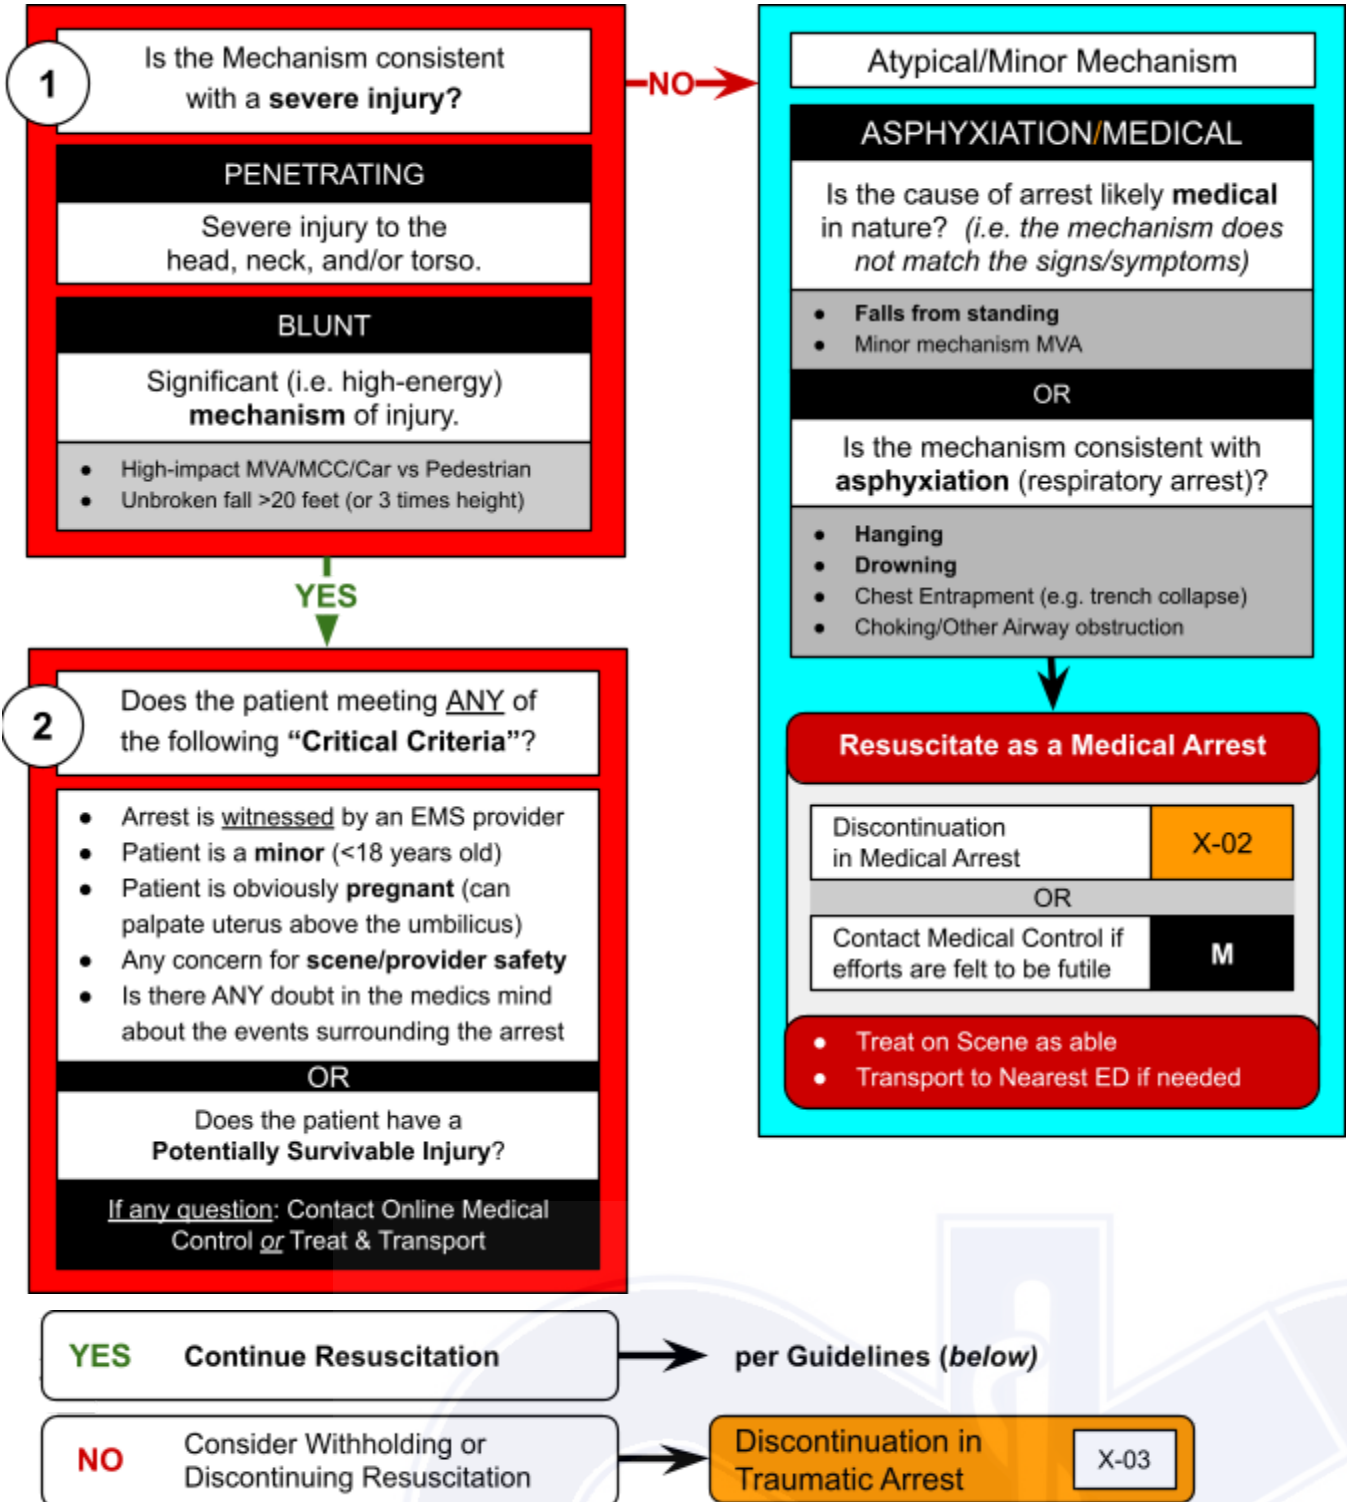 1
Is the Mechanism consistent
with a severe injury?
PENETRATING
Severe injury to the
head, neck, and/or torso.
BLUNT
Significant (i.e. high-energy)
mechanism of injury.
● High-impact MVA/MCC/Car vs Pedestrian
● Unbroken fall >20 feet (or 3 times height)
NO
YES
2
Does the patient meeting ANY of
the following “Critical Criteria”?
● Arrest is witnessed by an EMS provider
● Patient is a minor (<18 years old)
● Patient is obviously pregnant (can
palpate uterus above the umbilicus)
● Any concern for scene/provider safety
● Is there ANY doubt in the medics mind
about the events surrounding the arrest
OR
Does the patient have a
Potentially Survivable Injury?
If any question: Contact Online Medical
Control or Treat & Transport
Atypical/Minor Mechanism
ASPHYXIATION/MEDICAL
Is the cause of arrest likely medical
in nature? (i.e. the mechanism does
not match the signs/symptoms)
● Falls from standing
● Minor mechanism MVA
OR
Is the mechanism consistent with
asphyxiation (respiratory arrest)?
● Hanging
● Drowning
● Chest Entrapment (e.g. trench collapse)
● Choking/Other Airway obstruction
Resuscitate as a Medical Arrest
Discontinuation
in Medical Arrest
X-02
OR
Contact Medical Control if
efforts are felt to be futile
M
● Treat on Scene as able
● Transport to Nearest ED if needed
YES Continue Resuscitation per Guidelines (below)
NO
Consider Withholding or
Discontinuing Resuscitation
Discontinuation in
Traumatic Arrest
X-03